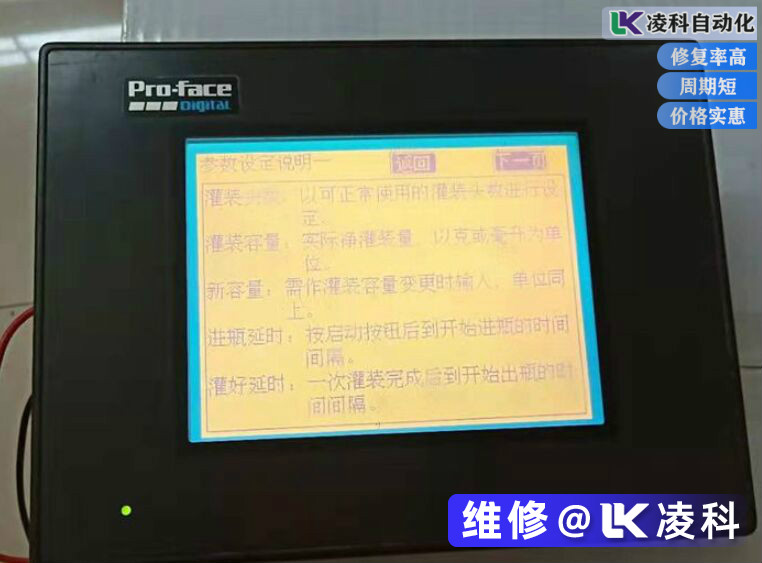 LK 凌科自动化
修复率高
周期短
价格实惠
Pro-face
DIGITAL
参数设定说明一 返回 下一页
灌装头数：以可正常使用的灌装头数进行设
定。
灌装容量：实际净灌装量，以克或毫升为单
位。
新容量：需作灌装容量变更时输入，单位同
上。
进瓶延时：按启动按钮后到开始进瓶的时间
间隔。
灌好延时：一次灌装完成后到开始出瓶的时
间间隔。
维修@LK凌科